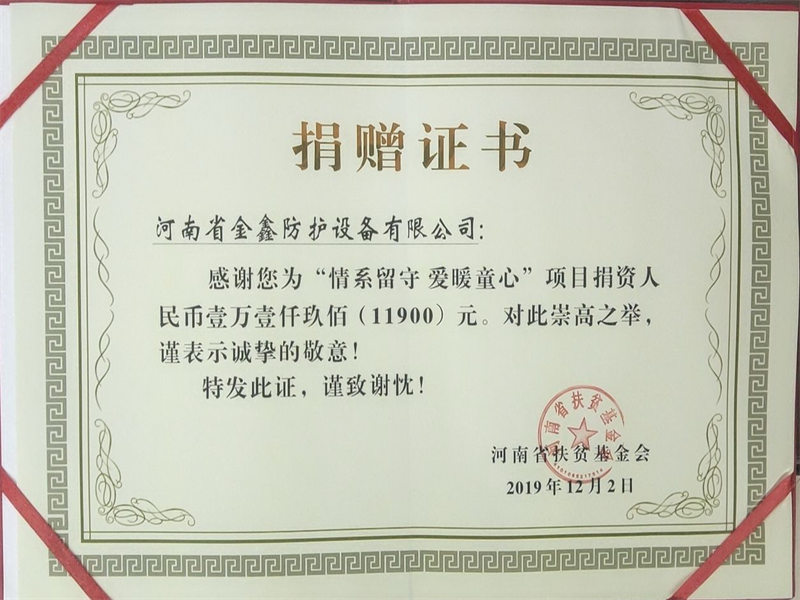 捐赠证书
河南省金鑫防护设备有限公司：
感谢您为“情系留守 爱暖童心”项目捐资人
民币壹万壹仟玖佰（11900）元。对此崇高之举，
谨表示诚挚的敬意！
特发此证，谨致谢忱！
河南省扶贫基金会
河南省扶贫基金会
2019年12月2日